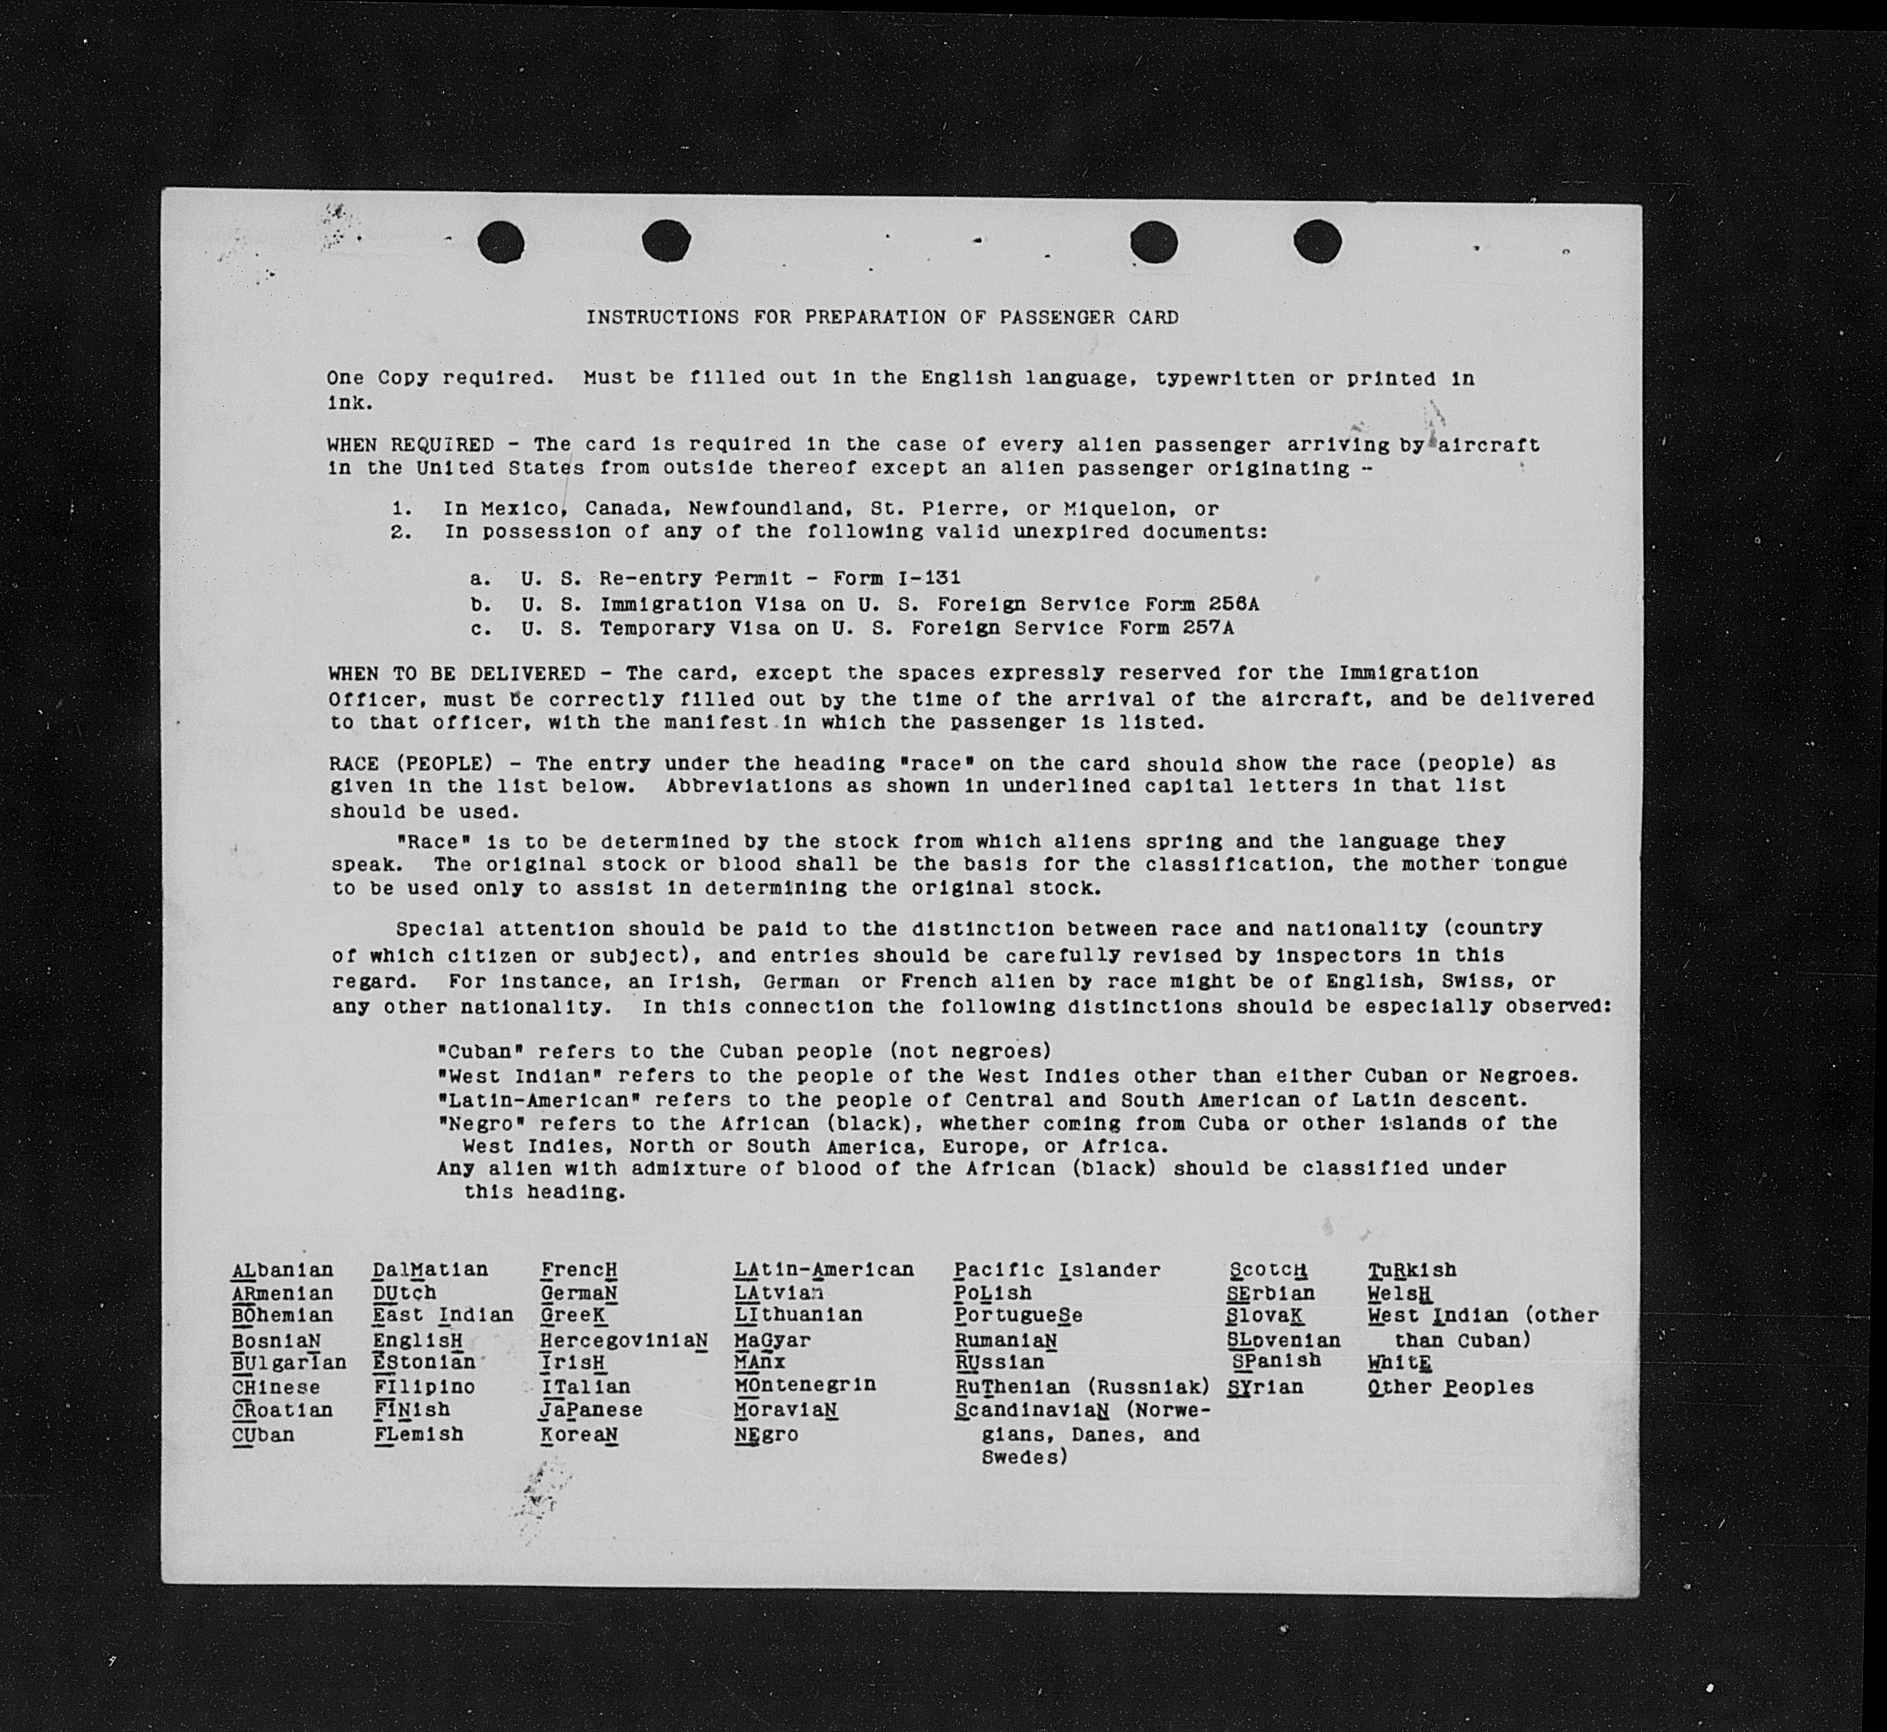 INSTRUCTIONS FOR PREPARATION OF PASSENGER CARD
One Copy required. Must be filled out in the English language, typewritten or printed in
ink.
WHEN REQUIRED - The card is required in the case of every alien passenger arriving by aircraft
in the United States from outside thereof except an alien passenger originating -
1. In Mexico, Canada, Newfoundland, St. Pierre, or Miquelon, or
2. In possession of any of the following valid unexpired documents:
a. U. S. Re-entry Permit - Form I-131
b. U. S. Immigration Visa on U. S. Foreign Service Form 256A
c. U. S. Temporary Visa on U. S. Foreign Service Form 257A
WHEN TO BE DELIVERED - The card, except the spaces expressly reserved for the Immigration
Officer, must be correctly filled out by the time of the arrival of the aircraft, and be delivered
to that officer, with the manifest in which the passenger is listed.
RACE (PEOPLE) - The entry under the heading "race" on the card should show the race (people) as
given in the list below. Abbreviations as shown in underlined capital letters in that list
should be used.
"Race" is to be determined by the stock from which aliens spring and the language they
speak. The original stock or blood shall be the basis for the classification, the mother tongue
to be used only to assist in determining the original stock.
Special attention should be paid to the distinction between race and nationality (country
of which citizen or subject), and entries should be carefully revised by inspectors in this
regard. For instance, an Irish, German or French alien by race might be of English, Swiss, or
any other nationality. In this connection the following distinctions should be especially observed:
"Cuban" refers to the Cuban people (not negroes)
"West Indian" refers to the people of the West Indies other than either Cuban or Negroes.
"Latin-American" refers to the people of Central and South American of Latin descent.
"Negro" refers to the African (black), whether coming from Cuba or other islands of the
West Indies, North or South America, Europe, or Africa.
Any alien with admixture of blood of the African (black) should be classified under
this heading.
ALbanian DalMatian FrencH LAtin-American Pacific Islander ScotcH TuRkish
ARmenian DUtch GermaN LAtvian PoLish SErbian WelsH
BOhemian East Indian GreeK LIthuanian PortugueSe SlovaK West Indian (other
BosniaN EnglisH HercegoviniaN MaGyar RumaniaN SLovenian than Cuban)
BUlgarian EStonian IrisH MAnx RUssian SPanish WhitE
CHinese FIlipino ITalian MOntenegrin RuThenian (Russniak) SYrian Other Peoples
CRoatian FiNish JaPanese MoraviaN ScandinaviaN (Norwe-
CUban FLemish KoreaN NEgro gians, Danes, and
Swedes)